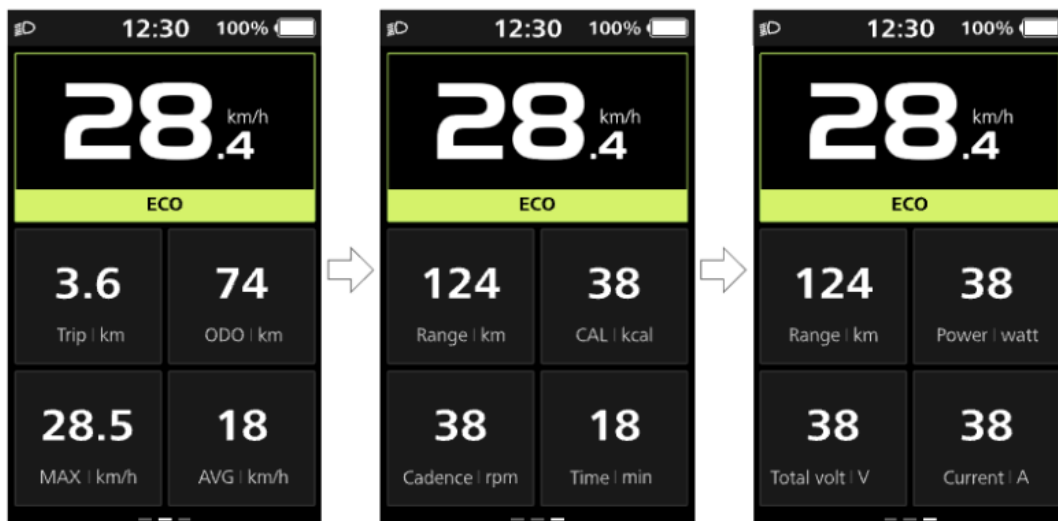 12:30 100%
28.4 km/h
ECO
3.6 74
Trip | km ODO | km
28.5 18
MAX | km/h AVG | km/h
12:30 100%
28.4 km/h
ECO
124 38
Range | km CAL | kcal
38 18
Cadence | rpm Time | min
12:30 100%
28.4 km/h
ECO
124 38
Range | km Power | watt
38 38
Total volt | V Current | A